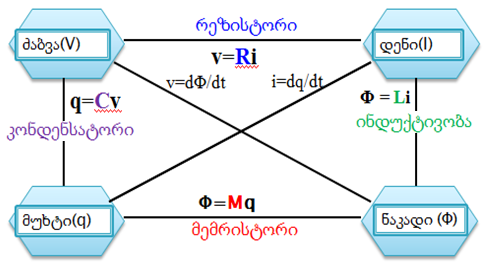 რეზისტორი
ძაბვა(V)
დენი(I)
v=Ri
v=dΦ/dt
i=dq/dt
q=Cv
Φ =Li
კონდენსატორი
ინდუქტივობა
Φ=Mq
მუხტი(q)
ნაკადი (Φ)
მემრისტორი